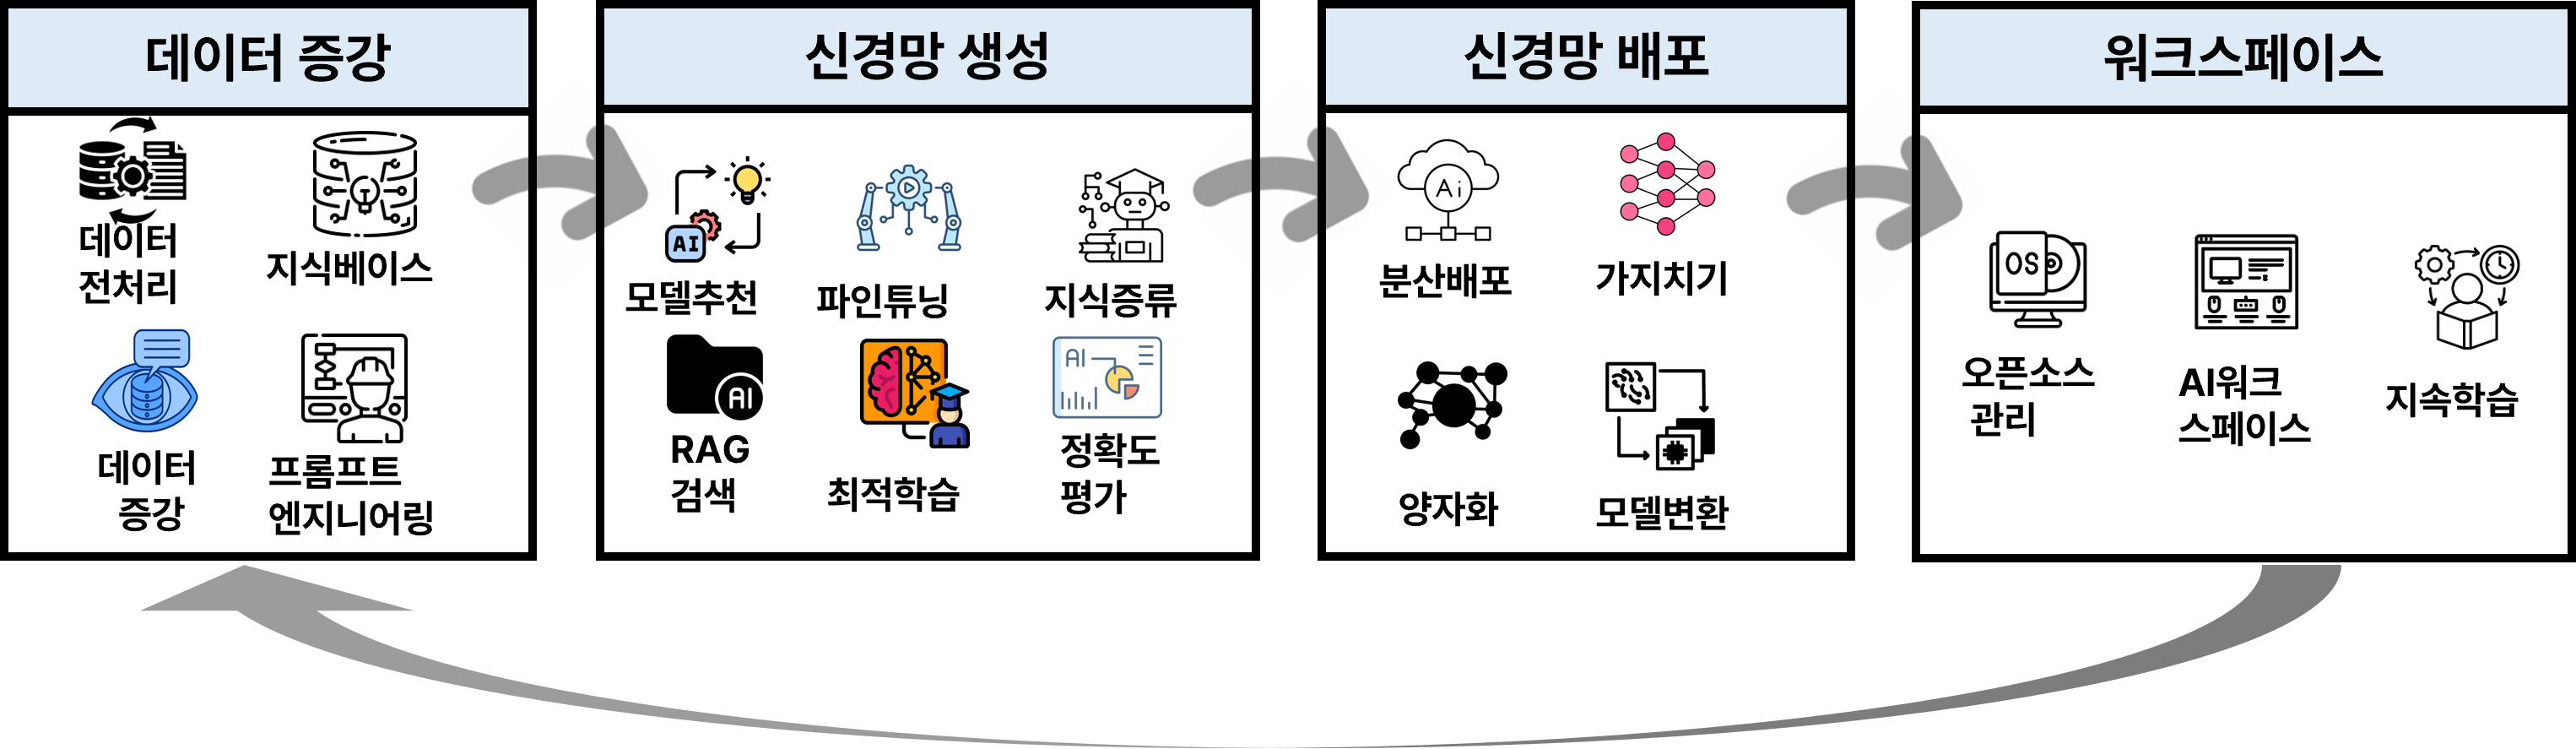 데이터 증강
데이터
전처리
지식베이스
데이터
증강
프롬프트
엔지니어링
신경망 생성
AI
모델추천
파인튜닝
지식증류
AI
RAG
검색
최적학습
AI
정확도
평가
신경망 배포
Ai
분산배포
가지치기
양자화
모델변환
워크스페이스
OS
오픈소스
관리
AI워크
스페이스
지속학습